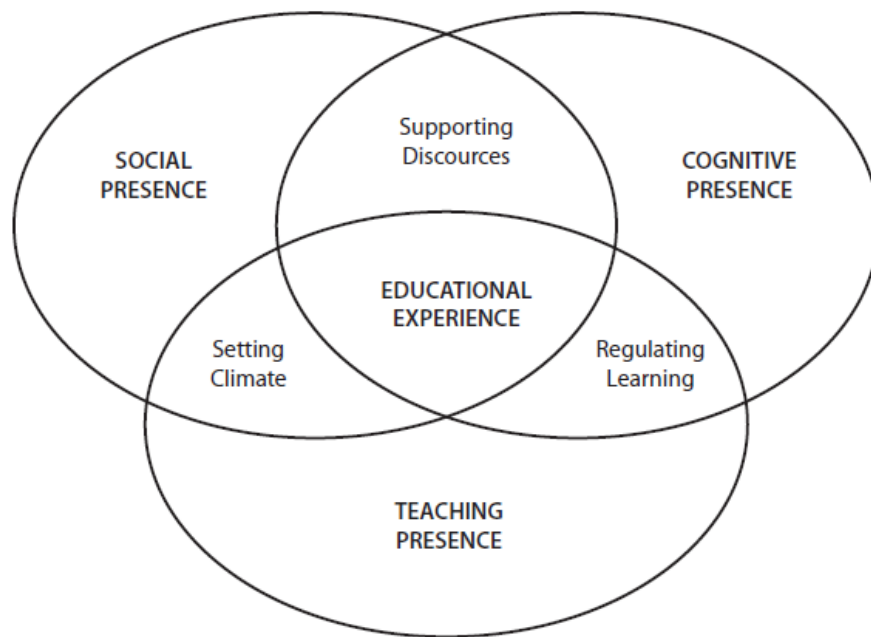 Supporting
Discources
SOCIAL
PRESENCE
COGNITIVE
PRESENCE
EDUCATIONAL
EXPERIENCE
Setting
Climate
Regulating
Learning
TEACHING
PRESENCE